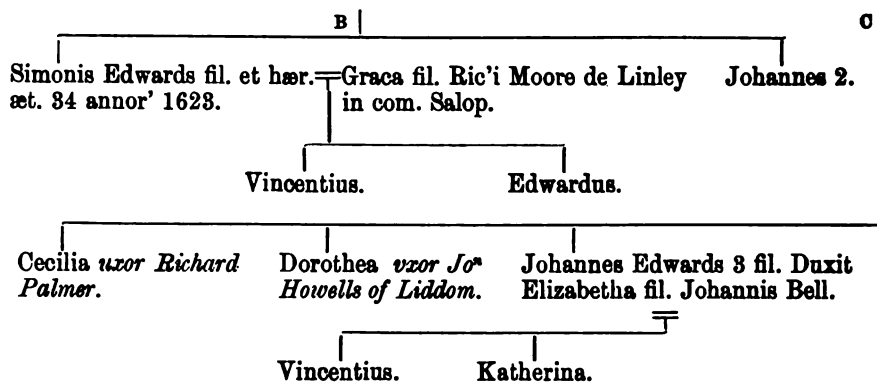 B C
Simonis Edwards fil. et hær.=Graca fil. Ric'i Moore de Linley Johannes 2.
æt. 34 annor' 1623. in com. Salop.
Vincentius. Edwardus.
Cecilia uxor Richard Dorothea vxor Joⁿ Johannes Edwards 3 fil. Duxit
Palmer. Howells of Liddom. Elizabetha fil. Johannis Bell.
Vincentius. Katherina.